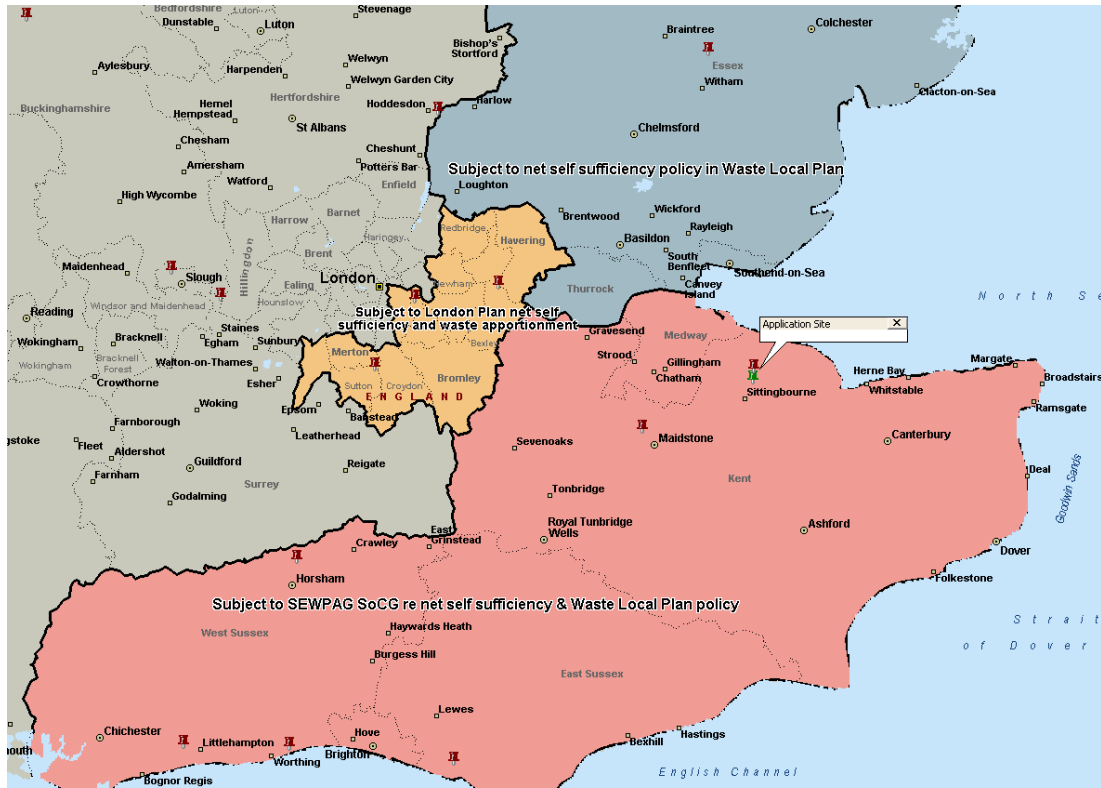 Bedfordshire
Luton
Stevenage
Dunstable
Luton
Braintree
Colchester
Bishop's
Stortford
Essex
Aylesbury
Harpenden
Welwyn
Welwyn Garden City
Witham
Clacton-on-Sea
Buckinghamshire
Hertfordshire
Hemel
Hempstead
Hoddesdon
Harlow
St Albans
Chelmsford
Chesham
Cheshunt
Potters Bar
Amersham
Subject to net self sufficiency policy in Waste Local Plan
Watford
Enfield
Loughton
High Wycombe
Barnet
Harrow
Brentwood
Wickford
Redbridge
Haringey
Havering
Rayleigh
Hillingdon
Brent
Basildon
Maidenhead
South
Benfleet
Southend-on-Sea
Slough
Ealing
London
Newham
Thurrock
Canvey
Island
Windsor and Maidenhead
Hounslow
North Se
Reading
Subject to London Plan net self
sufficiency and waste apportionment
Application Site
Staines
Egham
Sunbury
Bracknell
Wokingham
Gravesend
Medway
Merton
Bexley
Bracknell
Forest
Wokingham
Walton-on-Thames
Strood
Gillingham
Chatham
Margate
Herne Bay
Broadstairs
Crowthorne
Esher
Sutton
Croydon
Bromley
Whitstable
Sittingbourne
ENGLAND
Ramsgate
Woking
Epsom
Banstead
Farnborough
Leatherhead
Maidstone
Canterbury
gstoke
Fleet
Aldershot
Sevenoaks
Guildford
Reigate
Deal
Farnham
Surrey
Kent
Goodwin Sands
Godalming
Tonbridge
Royal Tunbridge
Wells
Ashford
East
Grinstead
Crawley
Dover
Folkestone
Horsham
Subject to SEWPAG SoCG re net self sufficiency & Waste Local Plan policy
Strait
of Dover
West Sussex
Haywards Heath
Burgess Hill
East Sussex
Lewes
Chichester
Hove
Hastings
Bexhill
mouth
Littlehampton
Worthing
Brighton
Bognor Regis
English Channel